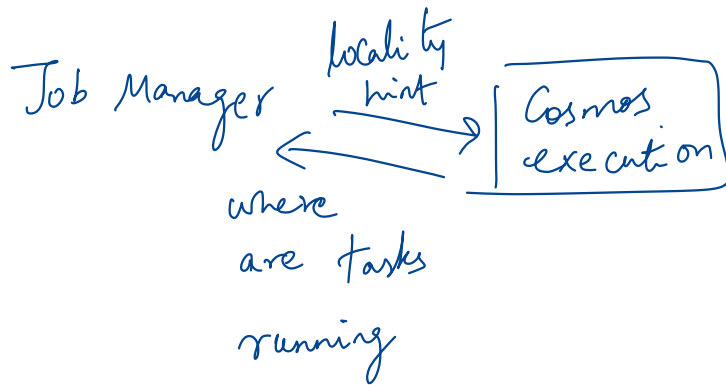 Job Manager
locality
hint
Cosmos
execution
where
are tasks
running